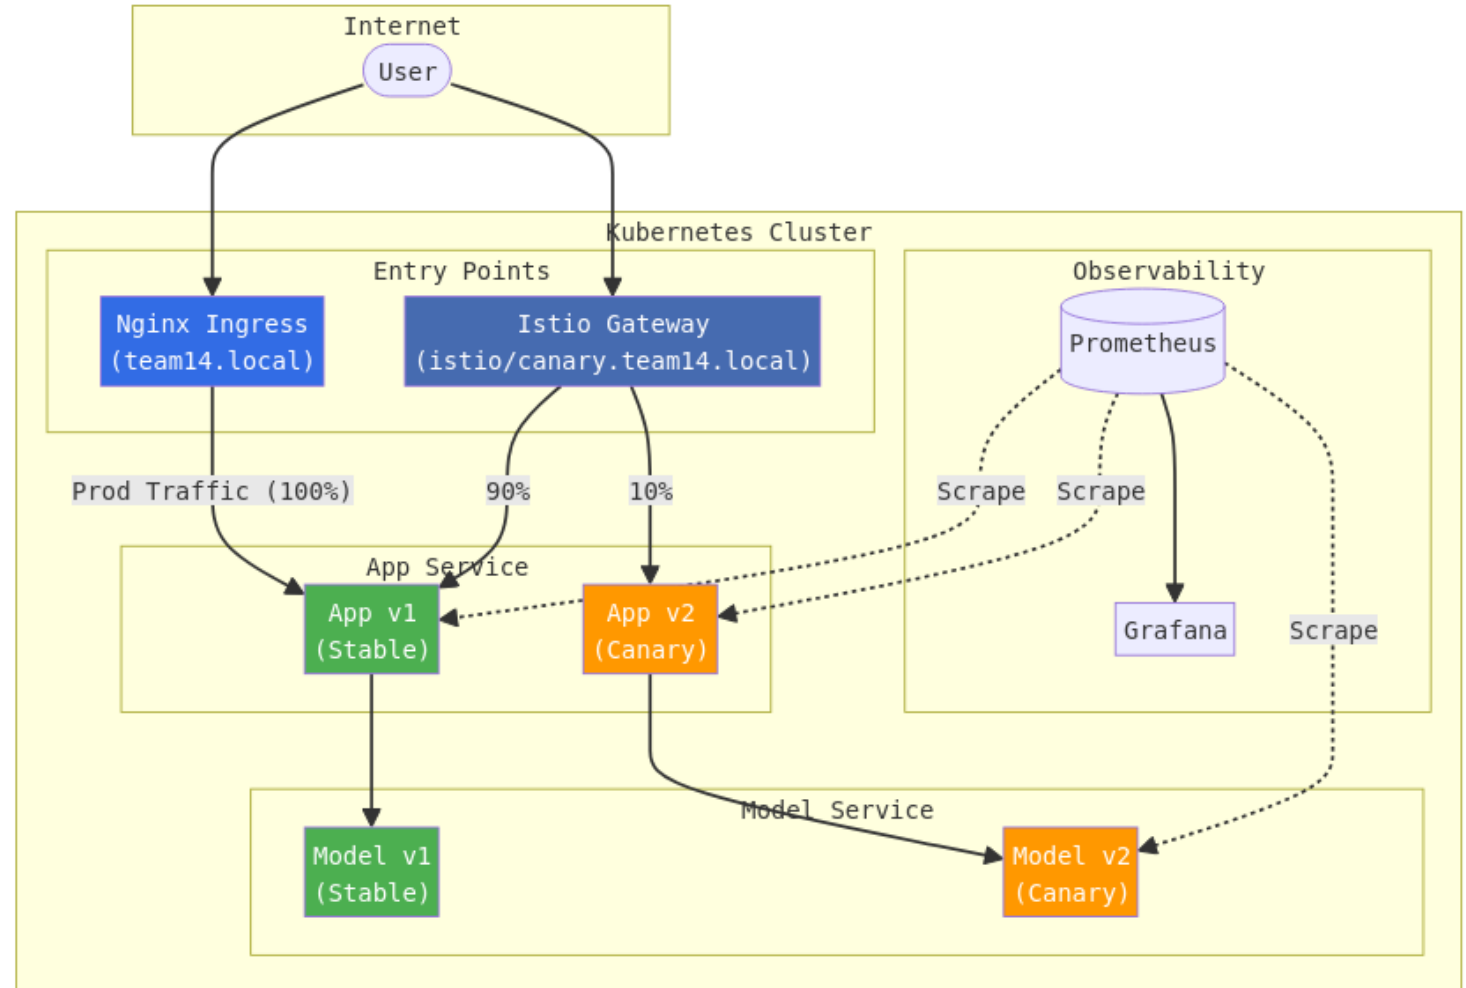 Internet
User
Kubernetes Cluster
Entry Points
Observability
Nginx Ingress
(team14.local)
Istio Gateway
(istio/canary.team14.local)
Prometheus
Prod Traffic (100%)
90%
10%
Scrape
Scrape
App Service
App v1
(Stable)
App v2
(Canary)
Grafana
Scrape
Model Service
Model v1
(Stable)
Model v2
(Canary)